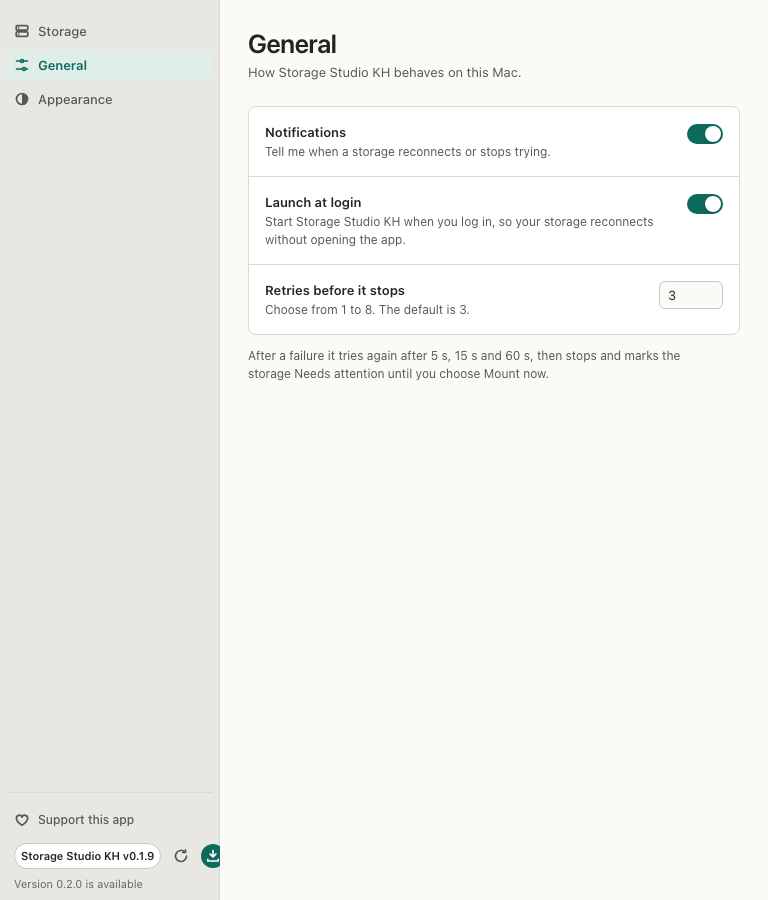 Storage
General
Appearance
Support this app
Storage Studio KH v0.1.9
Version 0.2.0 is available
General
How Storage Studio KH behaves on this Mac.
Notifications
Tell me when a storage reconnects or stops trying.
Launch at login
Start Storage Studio KH when you log in, so your storage reconnects
without opening the app.
Retries before it stops
Choose from 1 to 8. The default is 3.
3
After a failure it tries again after 5 s, 15 s and 60 s, then stops and marks the
storage Needs attention until you choose Mount now.